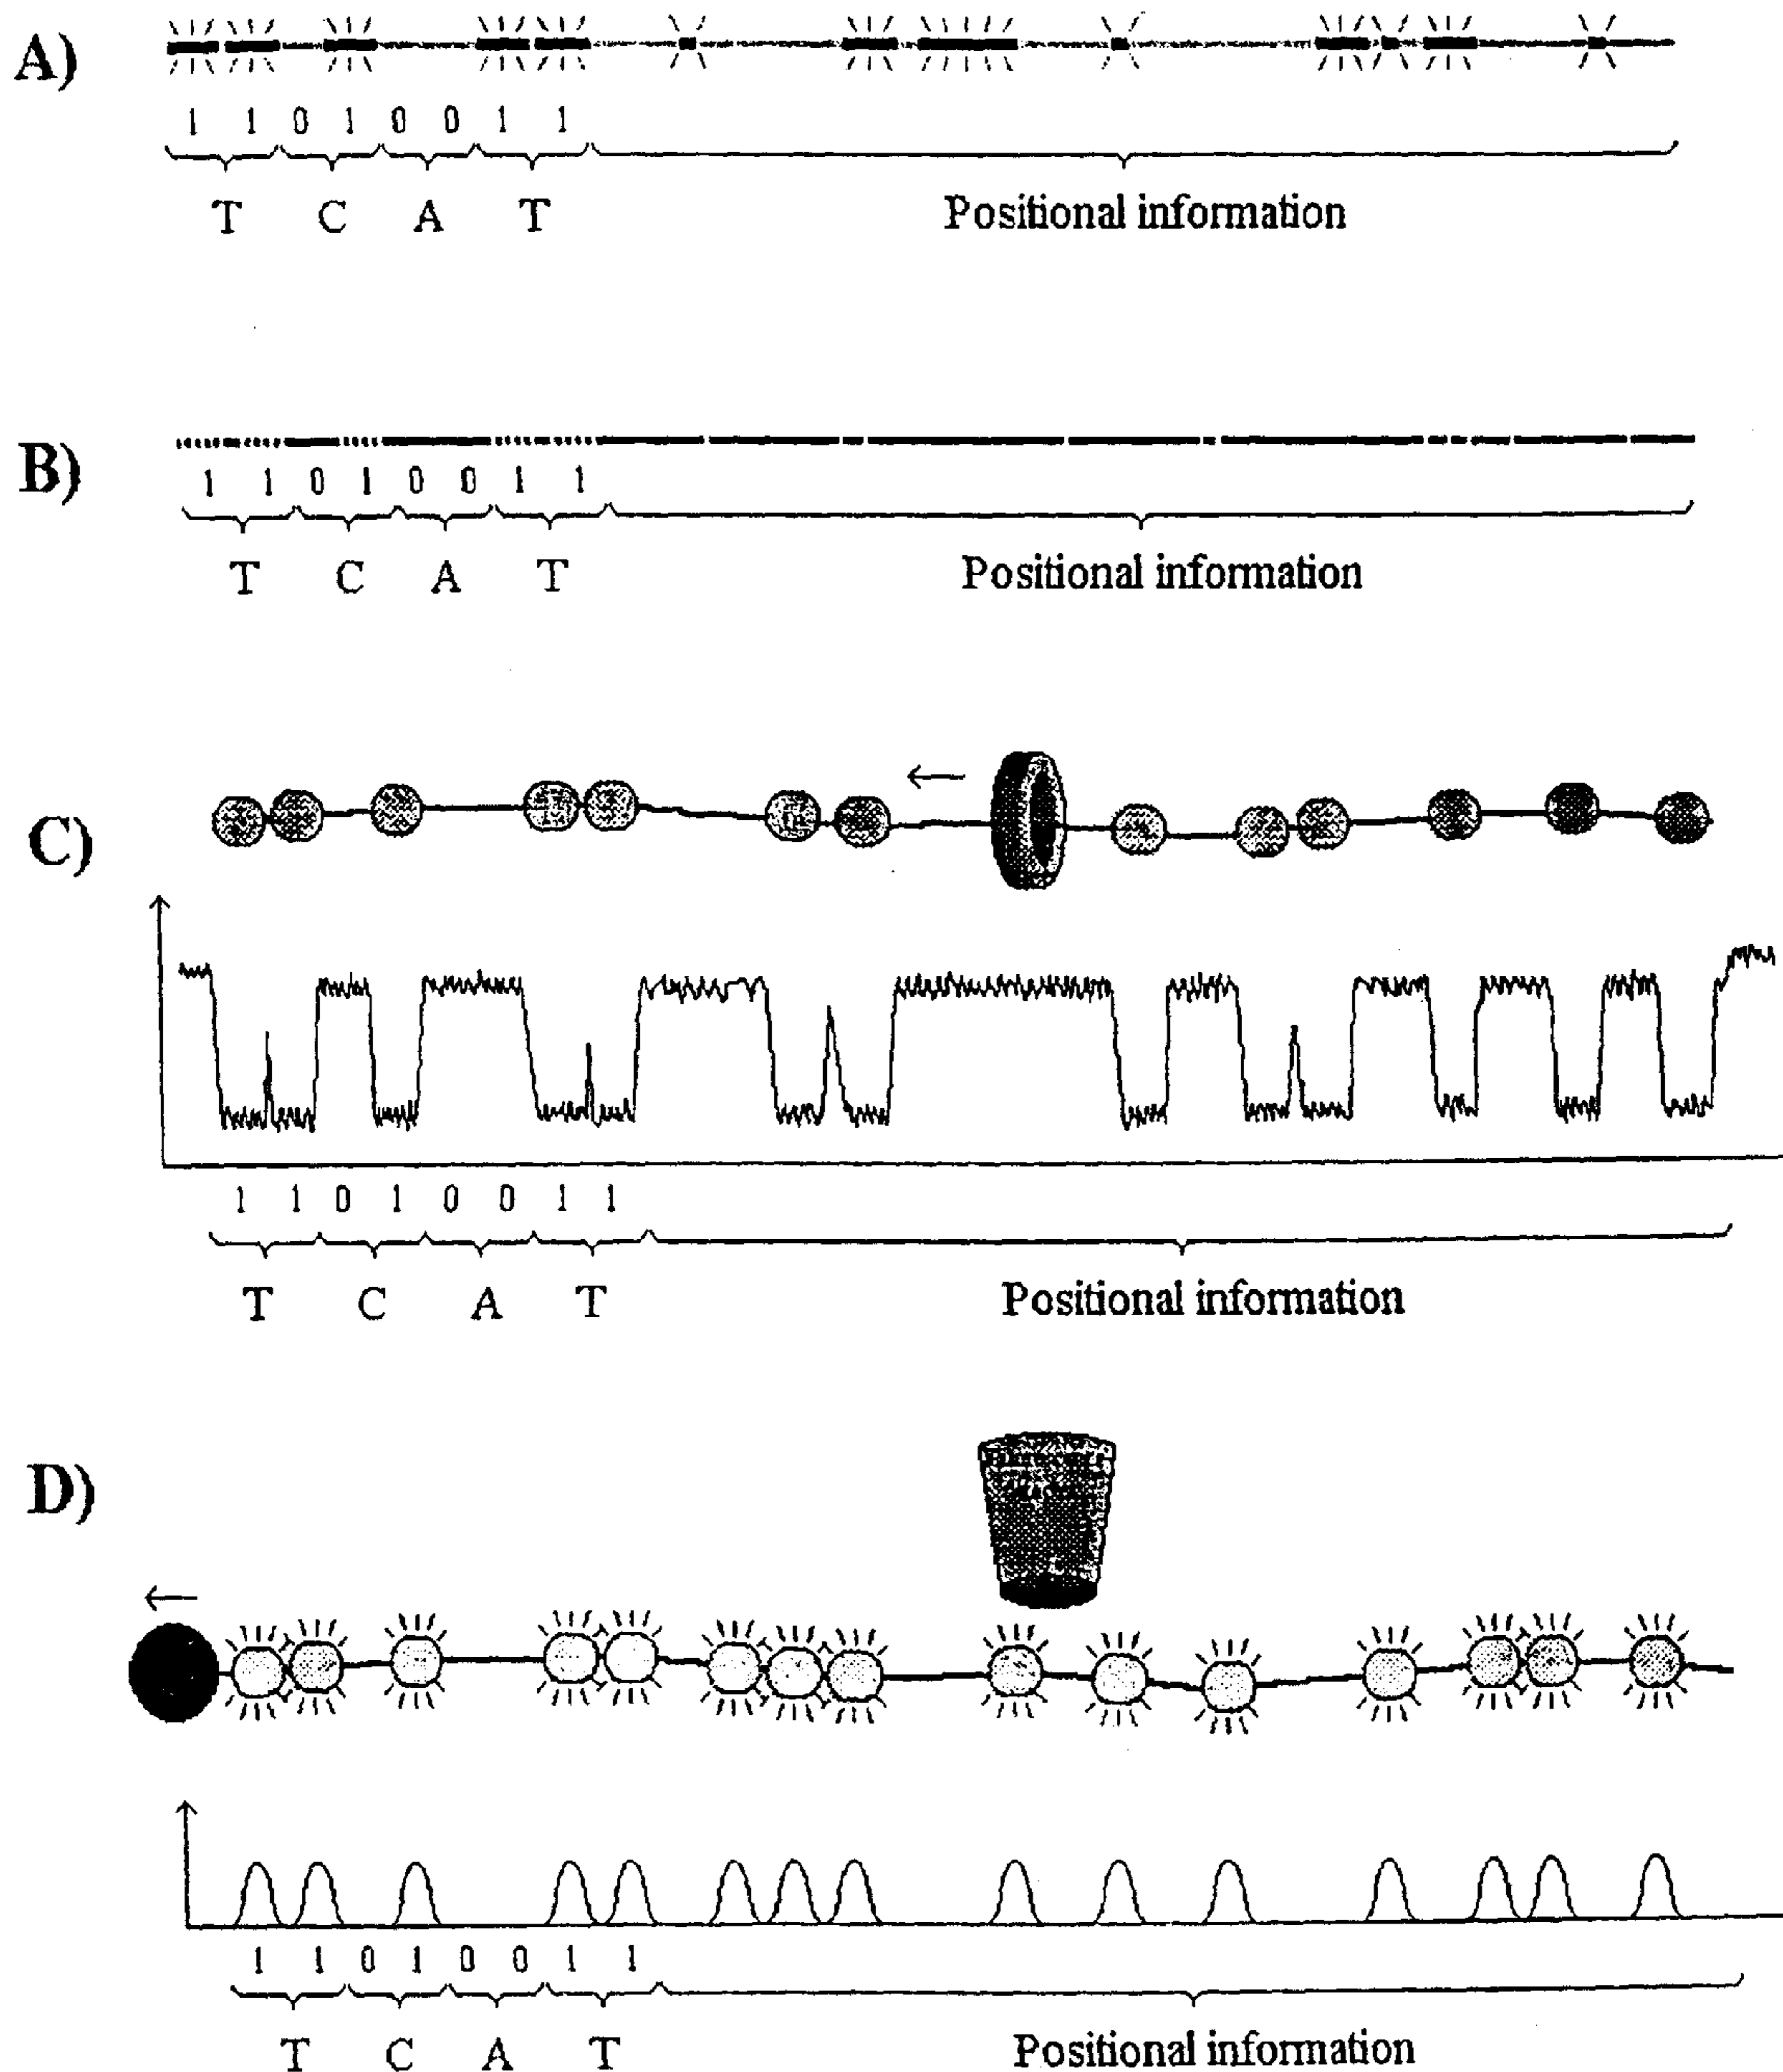 A)
1 1 0 1 0 0 1 1
T C A T Positional information
B)
1 1 0 1 0 0 1 1
T C A T Positional information
C)
1 1 0 1 0 0 1 1
T C A T Positional information
D)
1 1 0 1 0 0 1 1
T C A T Positional information